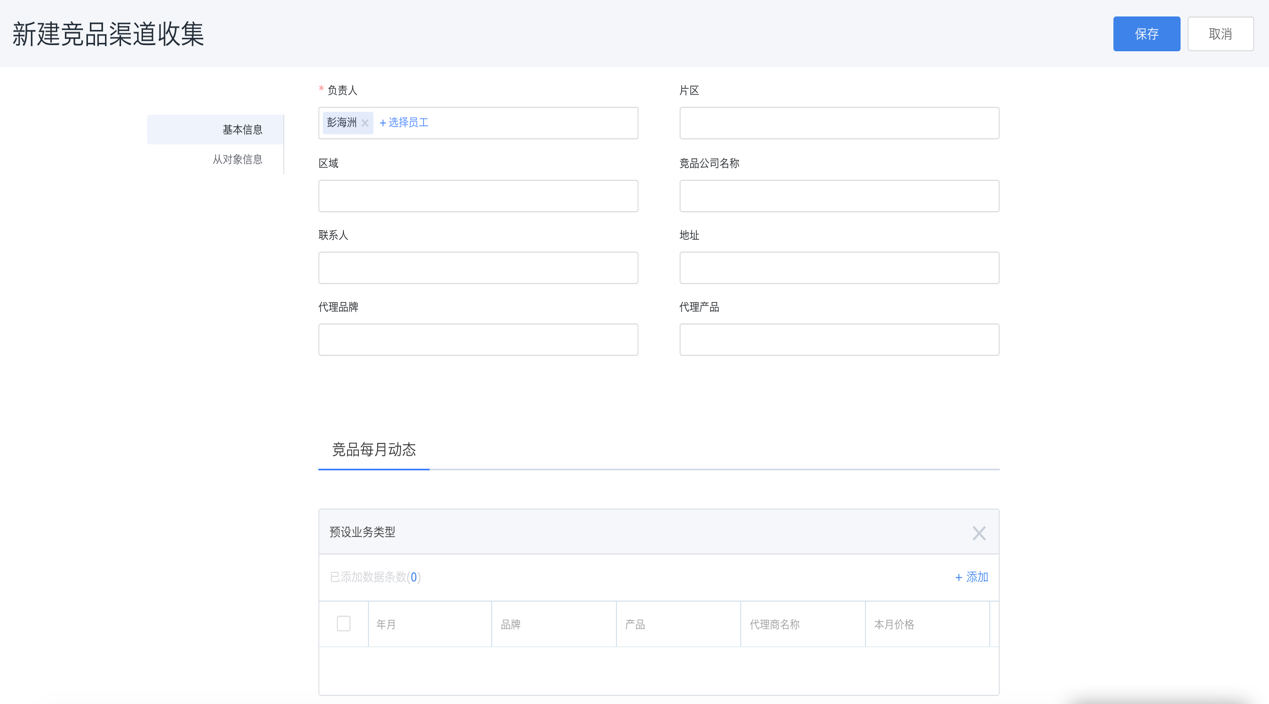 新建竞品渠道收集
保存 取消
* 负责人 片区
彭海洲 × + 选择员工
基本信息
从对象信息
区域 竞品公司名称
联系人 地址
代理品牌 代理产品
竞品每月动态
预设业务类型
已添加数据条数(0) + 添加
年月 品牌 产品 代理商名称 本月价格